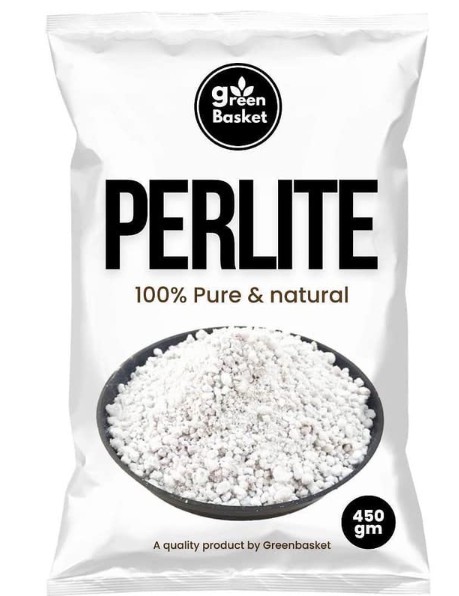 green
Basket
PERLITE
100% Pure & natural
450
gm
A quality product by Greenbasket